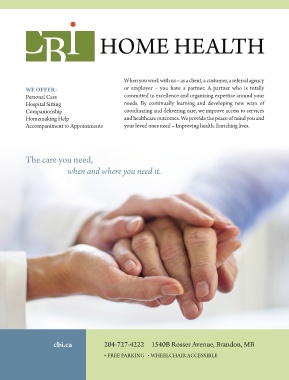 CBi HOME HEALTH
WE OFFER:
Personal Care
Hospital Sitting
Companionship
Homemaking Help
Accompaniment to Appointments
When you work with us – as a client, a customer, a referral agency
or employer – you have a partner. A partner who is totally
committed to excellence and organizing expertise around your
needs. By continually learning and developing new ways of
coordinating and delivering care, we improve access to services
and healthcare outcomes. We provide the peace of mind you and
your loved ones need – Improving health. Enriching lives.
The care you need,
when and where you need it.
cbi.ca
204-727-4222 1540B Rosser Avenue, Brandon, MB
• FREE PARKING • WHEELCHAIR ACCESSIBLE